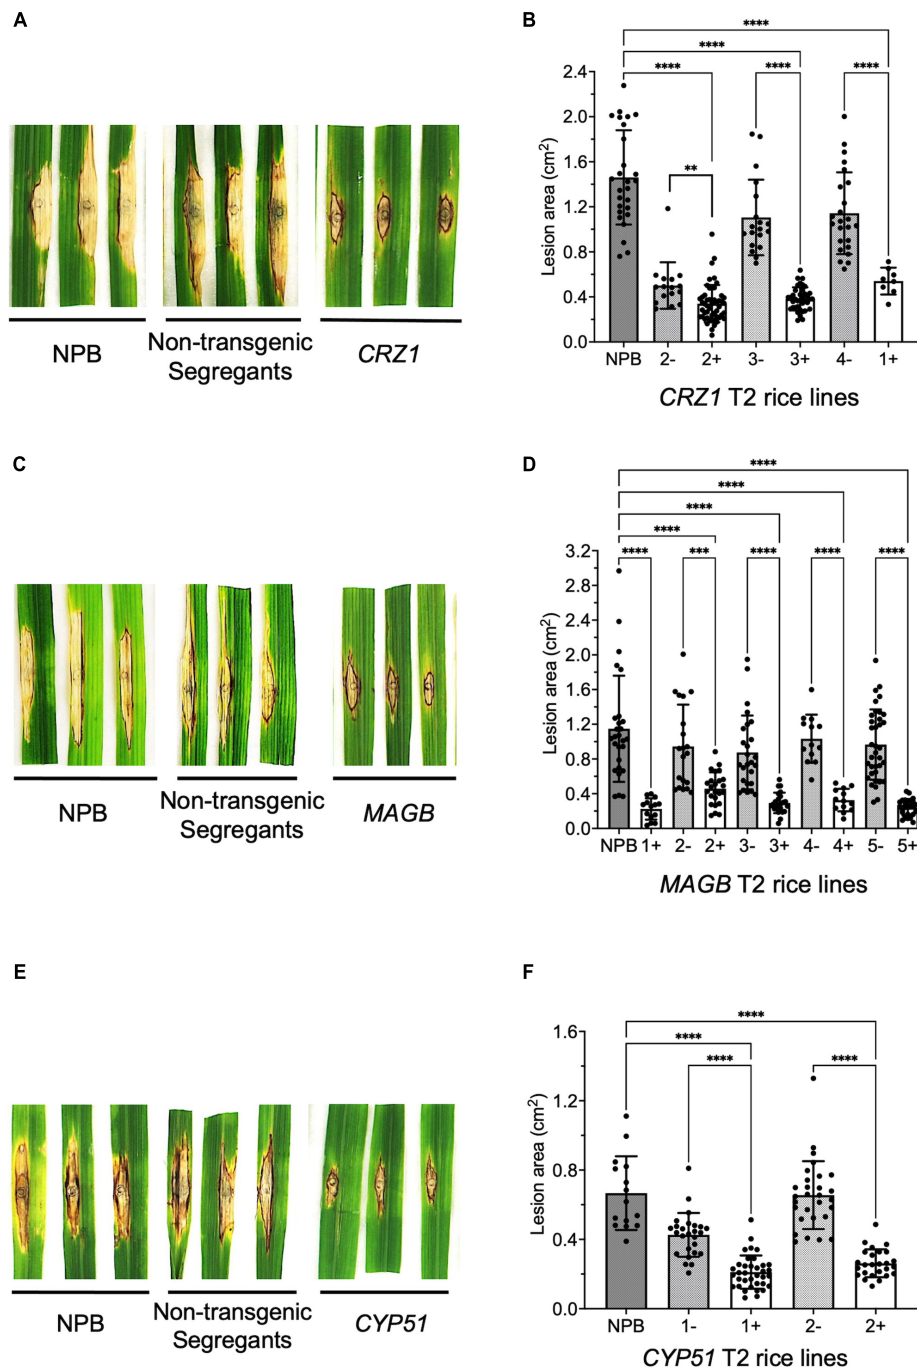 A
NPB
Non-transgenic
Segregants
CRZ1
B
****
****
****
****
****
**
2.4
2.0
1.6
1.2
0.8
0.4
0.0
Lesion area (cm2)
NPB 2- 2+ 3- 3+ 4- 1+
CRZ1 T2 rice lines
C
NPB
Non-transgenic
Segregants
MAGB
D
****
****
****
****
**** *** **** **** ****
3.2
2.8
2.4
2.0
1.6
1.2
0.8
0.4
0.0
Lesion area (cm2)
NPB 1+ 2- 2+ 3- 3+ 4- 4+ 5- 5+
MAGB T2 rice lines
E
NPB
Non-transgenic
Segregants
CYP51
F
****
****
**** ****
1.6
1.2
0.8
0.4
0.0
Lesion area (cm2)
NPB 1- 1+ 2- 2+
CYP51 T2 rice lines